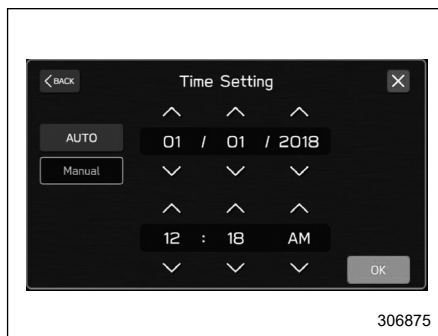 BACK Time Setting
AUTO 01 / 01 / 2018
Manual
12 : 18 AM
OK
306875